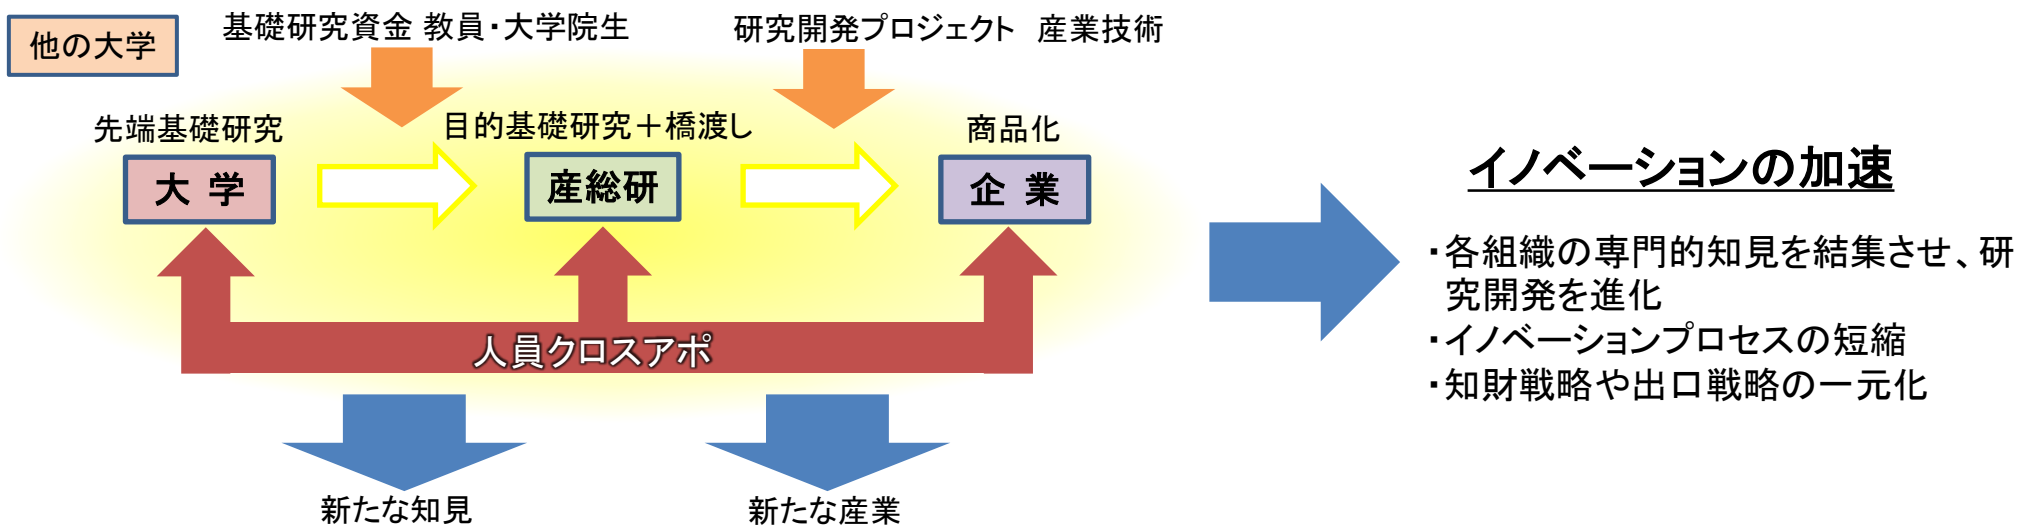 他の大学
基礎研究資金 教員・大学院生
研究開発プロジェクト　産業技術
先端基礎研究
目的基礎研究＋橋渡し
商品化
大 学
産総研
企 業
人員クロスアポ
新たな知見
新たな産業
イノベーションの加速
・各組織の専門的知見を結集させ、研
究開発を進化
・イノベーションプロセスの短縮
・知財戦略や出口戦略の一元化